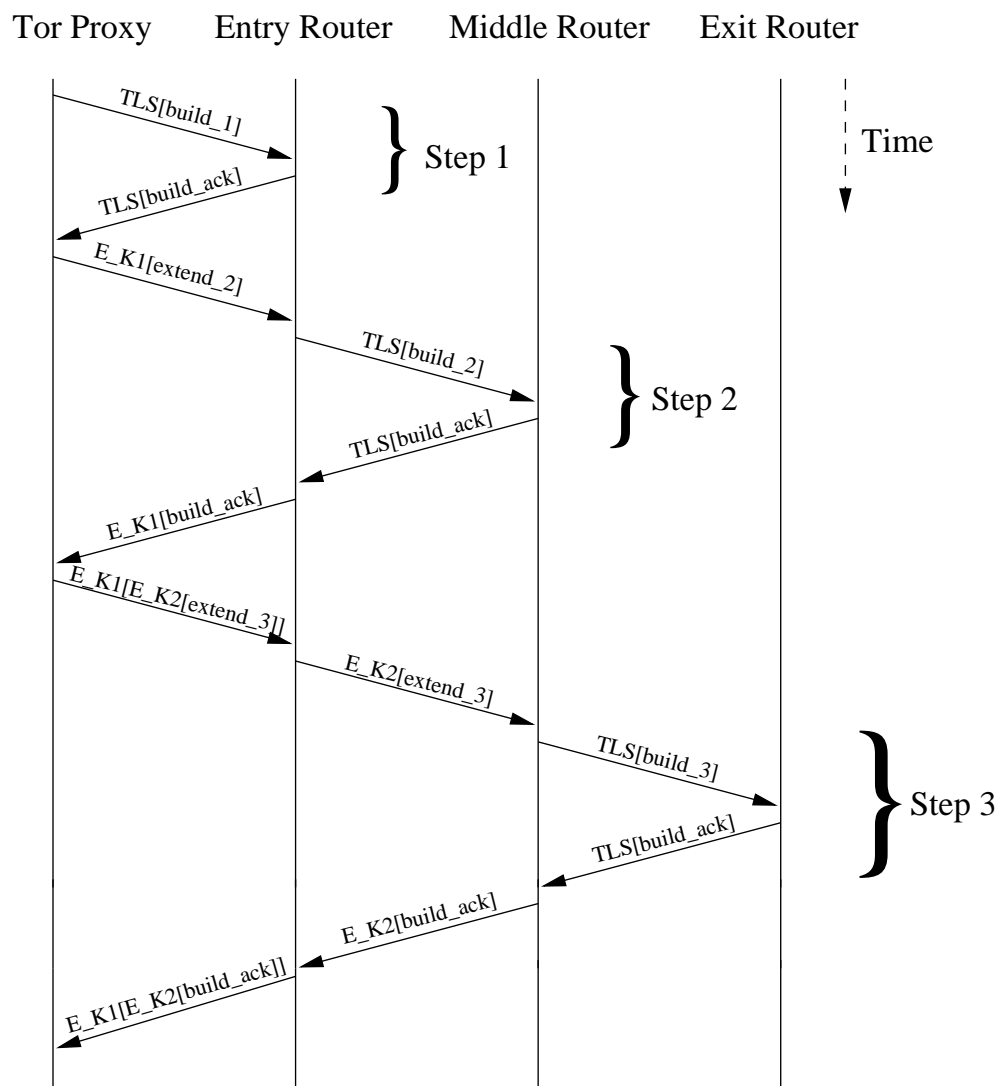 Tor Proxy
Entry Router
Middle Router
Exit Router
TLS[build_1]
Time
Step 1
TLS[build_ack]
E_K1[extend_2]
TLS[build_2]
Step 2
TLS[build_ack]
E_K1[build_ack]
E_K1[E_K2[extend_3]]
E_K2[extend_3]
TLS[build_3]
Step 3
TLS[build_ack]
E_K2[build_ack]
E_K1[E_K2[build_ack]]